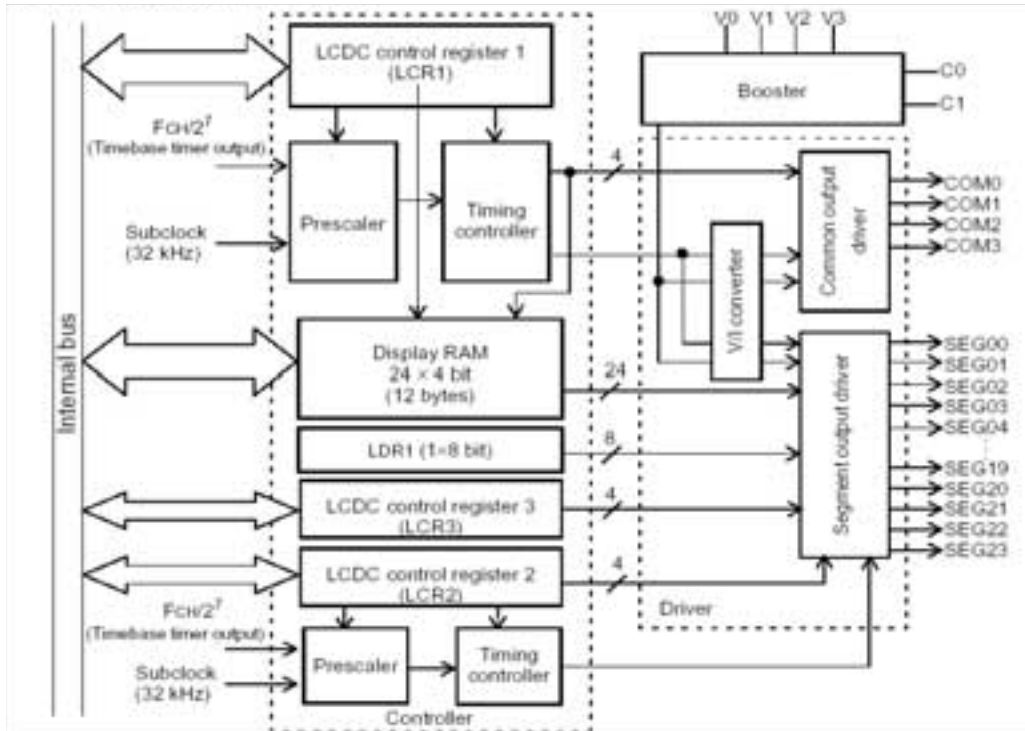 V0 V1 V2 V3
LCDC control register 1
(LCR1)
Booster
C0
C1
FCH/2⁷
(Timebase timer output)
Prescaler
Timing
controller
4
Common output
driver
COM0
COM1
COM2
COM3
Subclock
(32 kHz)
V/I converter
Internal bus
Display RAM
24 × 4 bit
(12 bytes)
24
Segment output driver
SEG00
SEG01
SEG02
SEG03
SEG04
SEG19
SEG20
SEG21
SEG22
SEG23
LDR1 (1=8 bit)
8
LCDC control register 3
(LCR3)
4
LCDC control register 2
(LCR2)
4
Driver
FCH/2⁷
(Timebase timer output)
Prescaler
Timing
controller
Subclock
(32 kHz)
Controller